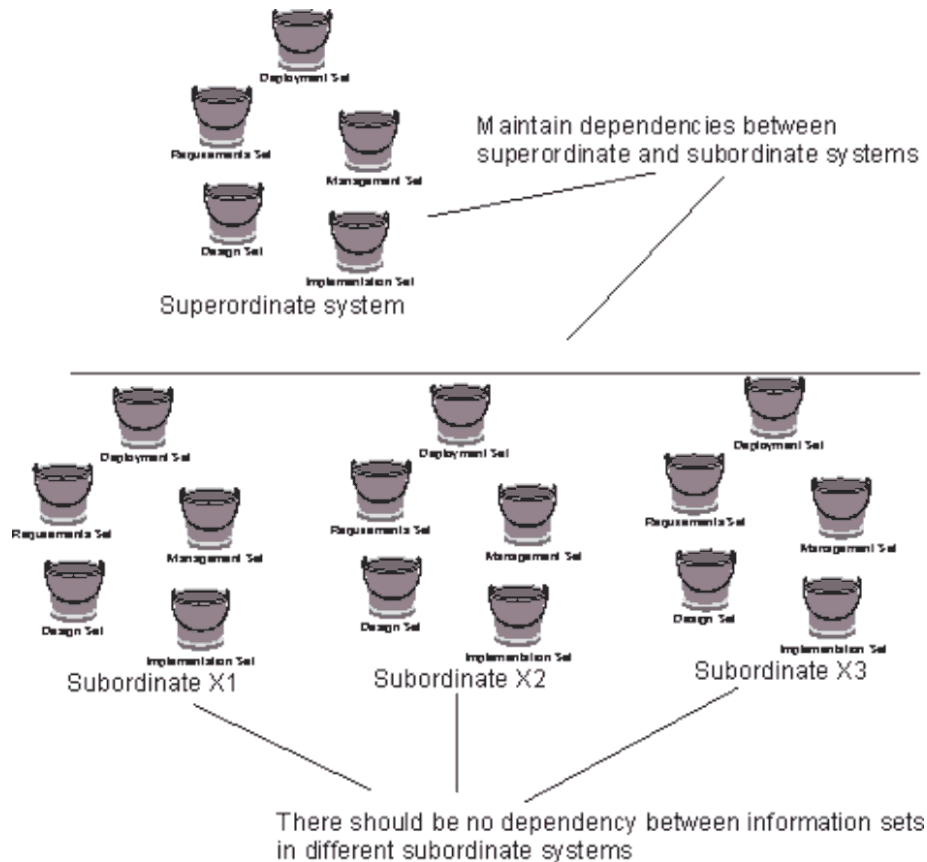 Deployment Set
Requirements Set
Maintain dependencies between
superordinate and subordinate systems
Management Set
Design Set
Implementation Set
Superordinate system
Deployment Set
Requirements Set
Management Set
Design Set
Implementation Set
Subordinate X1
Deployment Set
Requirements Set
Management Set
Design Set
Implementation Set
Subordinate X2
Deployment Set
Requirements Set
Management Set
Design Set
Implementation Set
Subordinate X3
There should be no dependency between information sets
in different subordinate systems